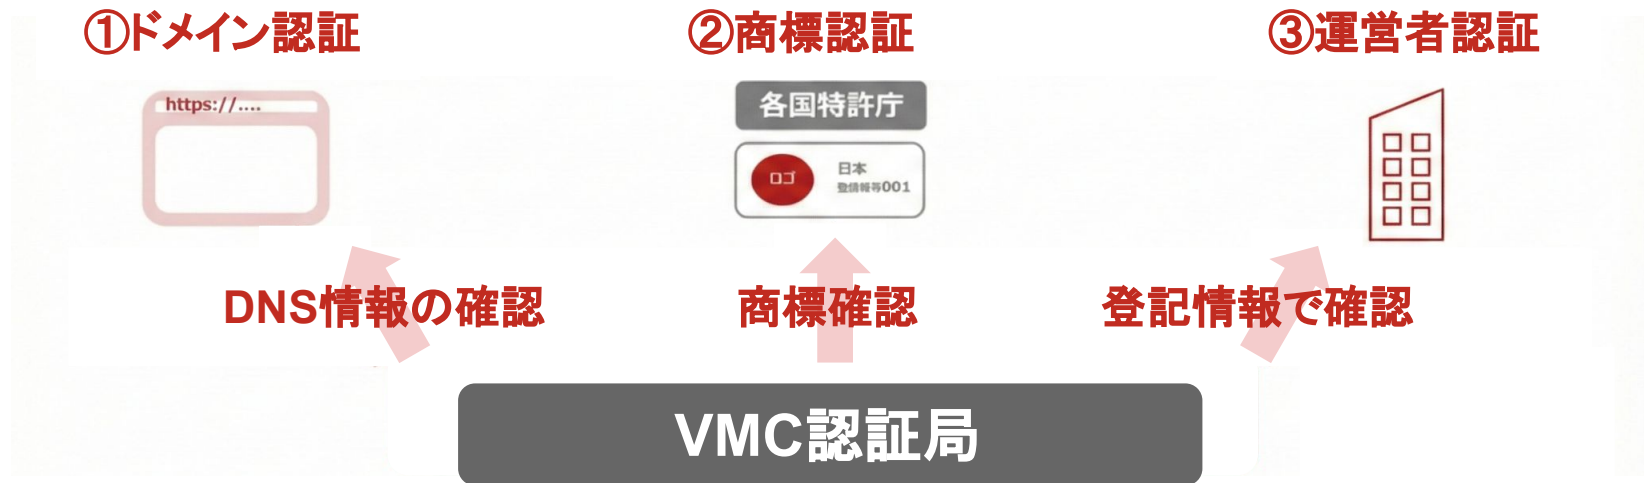 ①ドメイン認証
②商標認証
③運営者認証
https://....
各国特許庁
ロゴ
日本
登情報等001
DNS情報の確認
商標確認
登記情報で確認
VMC認証局